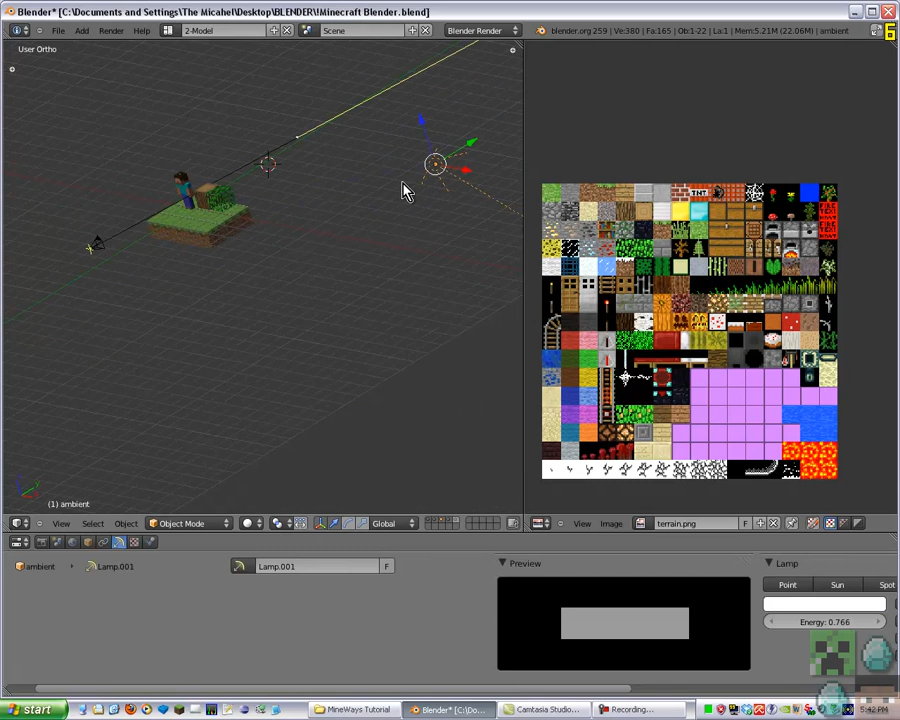 Blender* [C:\Documents and Settings\The Micahel\Desktop\BLENDER\!Minecraft Blender.blend]
File Add Render Help 2-Model Scene Blender Render blender.org 259 | Ve:380 | Fa:165 | Ob:1-22 | La:1 | Mem:5.21M (22.06M) | ambient
6
User Ortho
TNT
(1) ambient
View Select Object Object Mode Global View Image terrain.png F
ambient Lamp.001 Lamp.001 F
Preview
Lamp
Point Sun Spot
Energy: 0.766
start MineWays Tutorial Blender* [C:\Do... Camtasia Studio... Recording... 5:42 PM